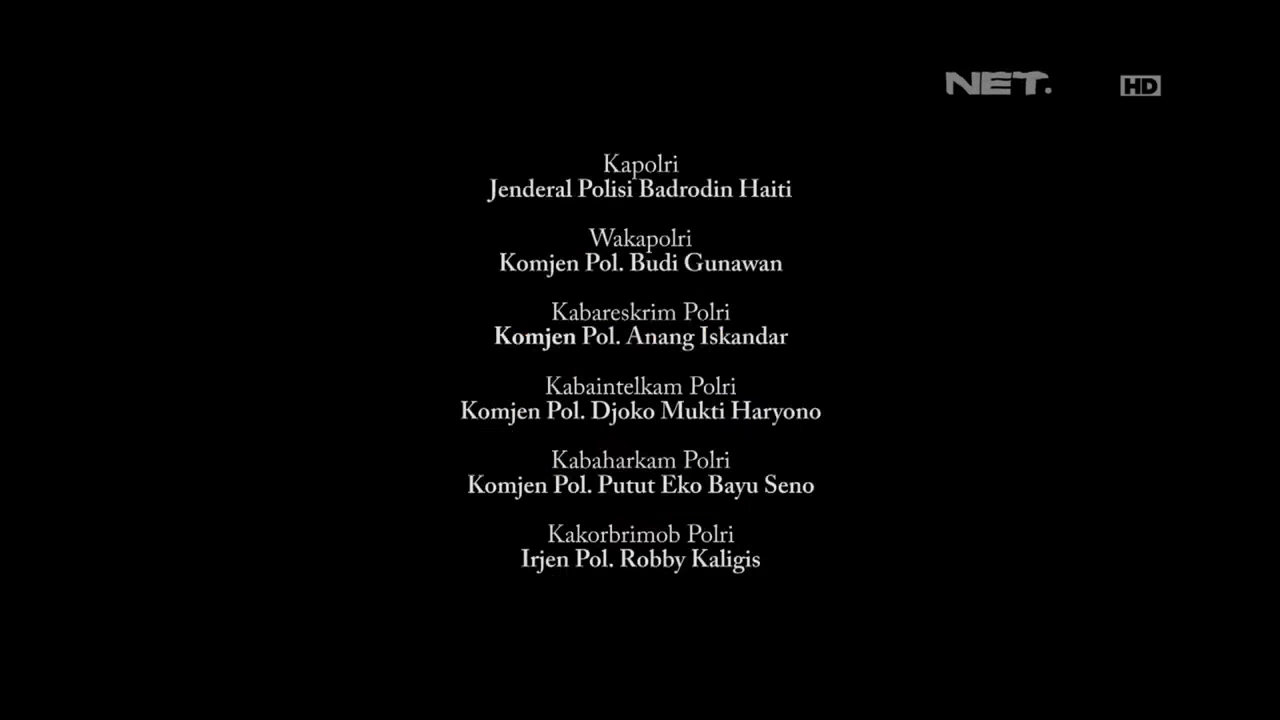 NET.
HD
Kapolri
Jenderal Polisi Badrodin Haiti
Wakapolri
Komjen Pol. Budi Gunawan
Kabareskrim Polri
Komjen Pol. Anang Iskandar
Kabaintelkam Polri
Komjen Pol. Djoko Mukti Haryono
Kabaharkam Polri
Komjen Pol. Putut Eko Bayu Seno
Kakorbrimob Polri
Irjen Pol. Robby Kaligis